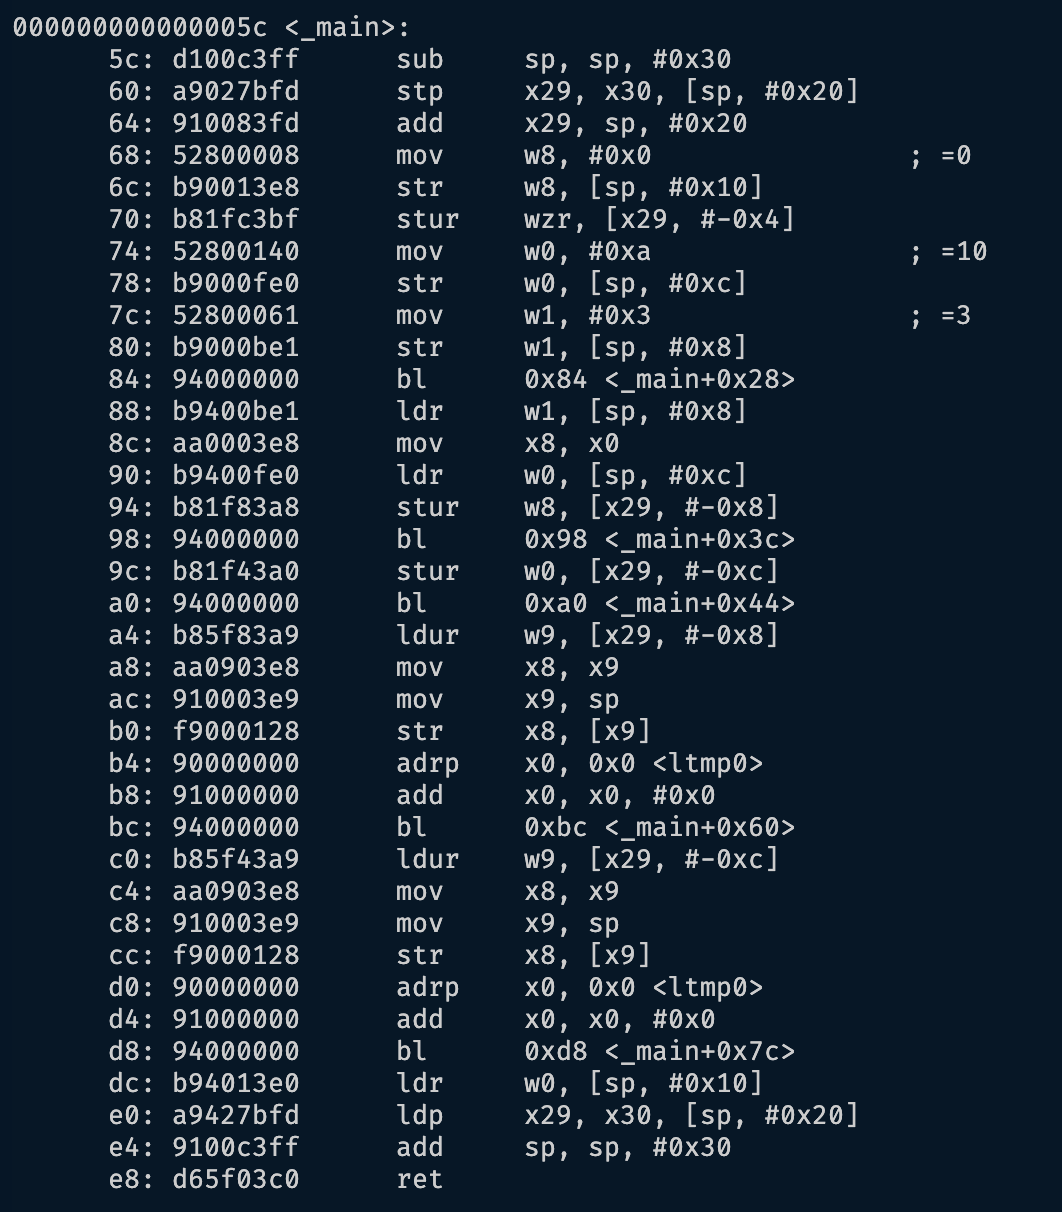 000000000000005c <_main>:
5c: d100c3ff sub sp, sp, #0x30
60: a9027bfd stp x29, x30, [sp, #0x20]
64: 910083fd add x29, sp, #0x20
68: 52800008 mov w8, #0x0 ; =0
6c: b90013e8 str w8, [sp, #0x10]
70: b81fc3bf stur wzr, [x29, #-0x4]
74: 52800140 mov w0, #0xa ; =10
78: b9000fe0 str w0, [sp, #0xc]
7c: 52800061 mov w1, #0x3 ; =3
80: b9000be1 str w1, [sp, #0x8]
84: 94000000 bl 0x84 <_main+0x28>
88: b9400be1 ldr w1, [sp, #0x8]
8c: aa0003e8 mov x8, x0
90: b9400fe0 ldr w0, [sp, #0xc]
94: b81f83a8 stur w8, [x29, #-0x8]
98: 94000000 bl 0x98 <_main+0x3c>
9c: b81f43a0 stur w0, [x29, #-0xc]
a0: 94000000 bl 0xa0 <_main+0x44>
a4: b85f83a9 ldur w9, [x29, #-0x8]
a8: aa0903e8 mov x8, x9
ac: 910003e9 mov x9, sp
b0: f9000128 str x8, [x9]
b4: 90000000 adrp x0, 0x0 <ltmp0>
b8: 91000000 add x0, x0, #0x0
bc: 94000000 bl 0xbc <_main+0x60>
c0: b85f43a9 ldur w9, [x29, #-0xc]
c4: aa0903e8 mov x8, x9
c8: 910003e9 mov x9, sp
cc: f9000128 str x8, [x9]
d0: 90000000 adrp x0, 0x0 <ltmp0>
d4: 91000000 add x0, x0, #0x0
d8: 94000000 bl 0xd8 <_main+0x7c>
dc: b94013e0 ldr w0, [sp, #0x10]
e0: a9427bfd ldp x29, x30, [sp, #0x20]
e4: 9100c3ff add sp, sp, #0x30
e8: d65f03c0 ret